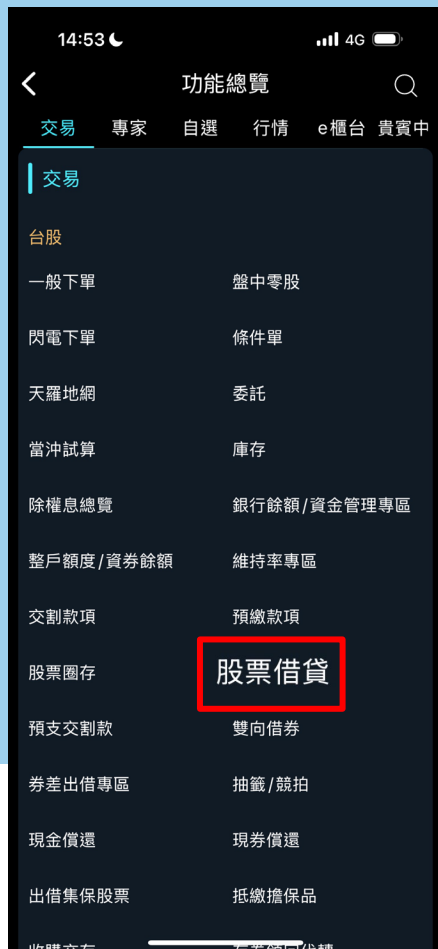 14:53
4G
功能總覽
交易 專家 自選 行情 e櫃台 貴賓中
交易
台股
一般下單 盤中零股
閃電下單 條件單
天羅地網 委託
當沖試算 庫存
除權息總覽 銀行餘額/資金管理專區
整戶額度/資券餘額 維持率專區
交割款項 預繳款項
股票圈存 股票借貸
預支交割款 雙向借券
券差出借專區 抽籤/競拍
現金償還 現券償還
出借集保股票 抵繳擔保品